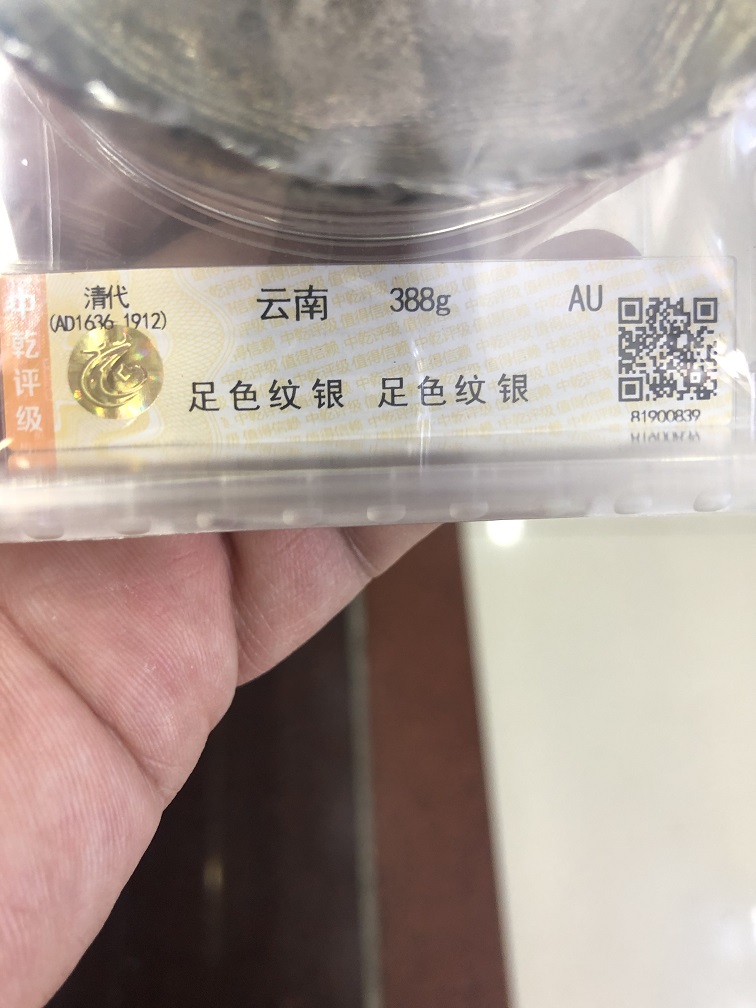 中乾评级
清代
(AD1636 1912)
云南 388g AU
足色纹银 足色纹银
81900839